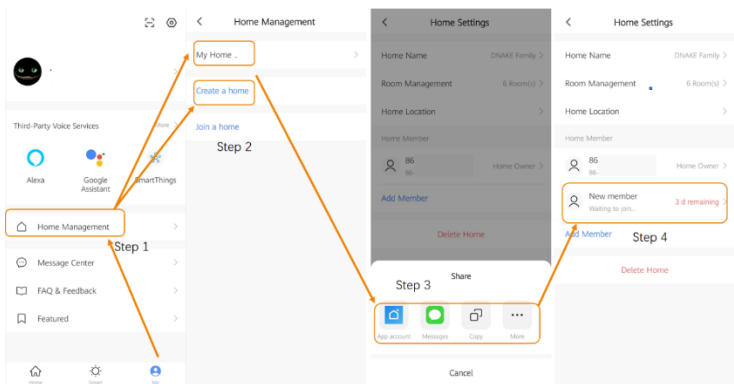 Third-Party Voice Services
More >
Alexa
Google Assistant
SmartThings
Home Management
Step 1
Message Center
FAQ & Feedback
Featured
Home
Smart
Me
Home Management
My Home ..
Create a home
Join a home
Step 2
Home Settings
Home Name
DNAKE Family >
Room Management
6 Room(s) >
Home Location
Home Member
86
86-
Home Owner >
Add Member
Delete Home
Share
Step 3
App account
Messages
Copy
More
Cancel
Home Settings
Home Name
DNAKE Family >
Room Management
6 Room(s) >
Home Location
Home Member
86
86-
Home Owner >
New member
Waiting to join...
3 d remaining >
Add Member
Step 4
Delete Home